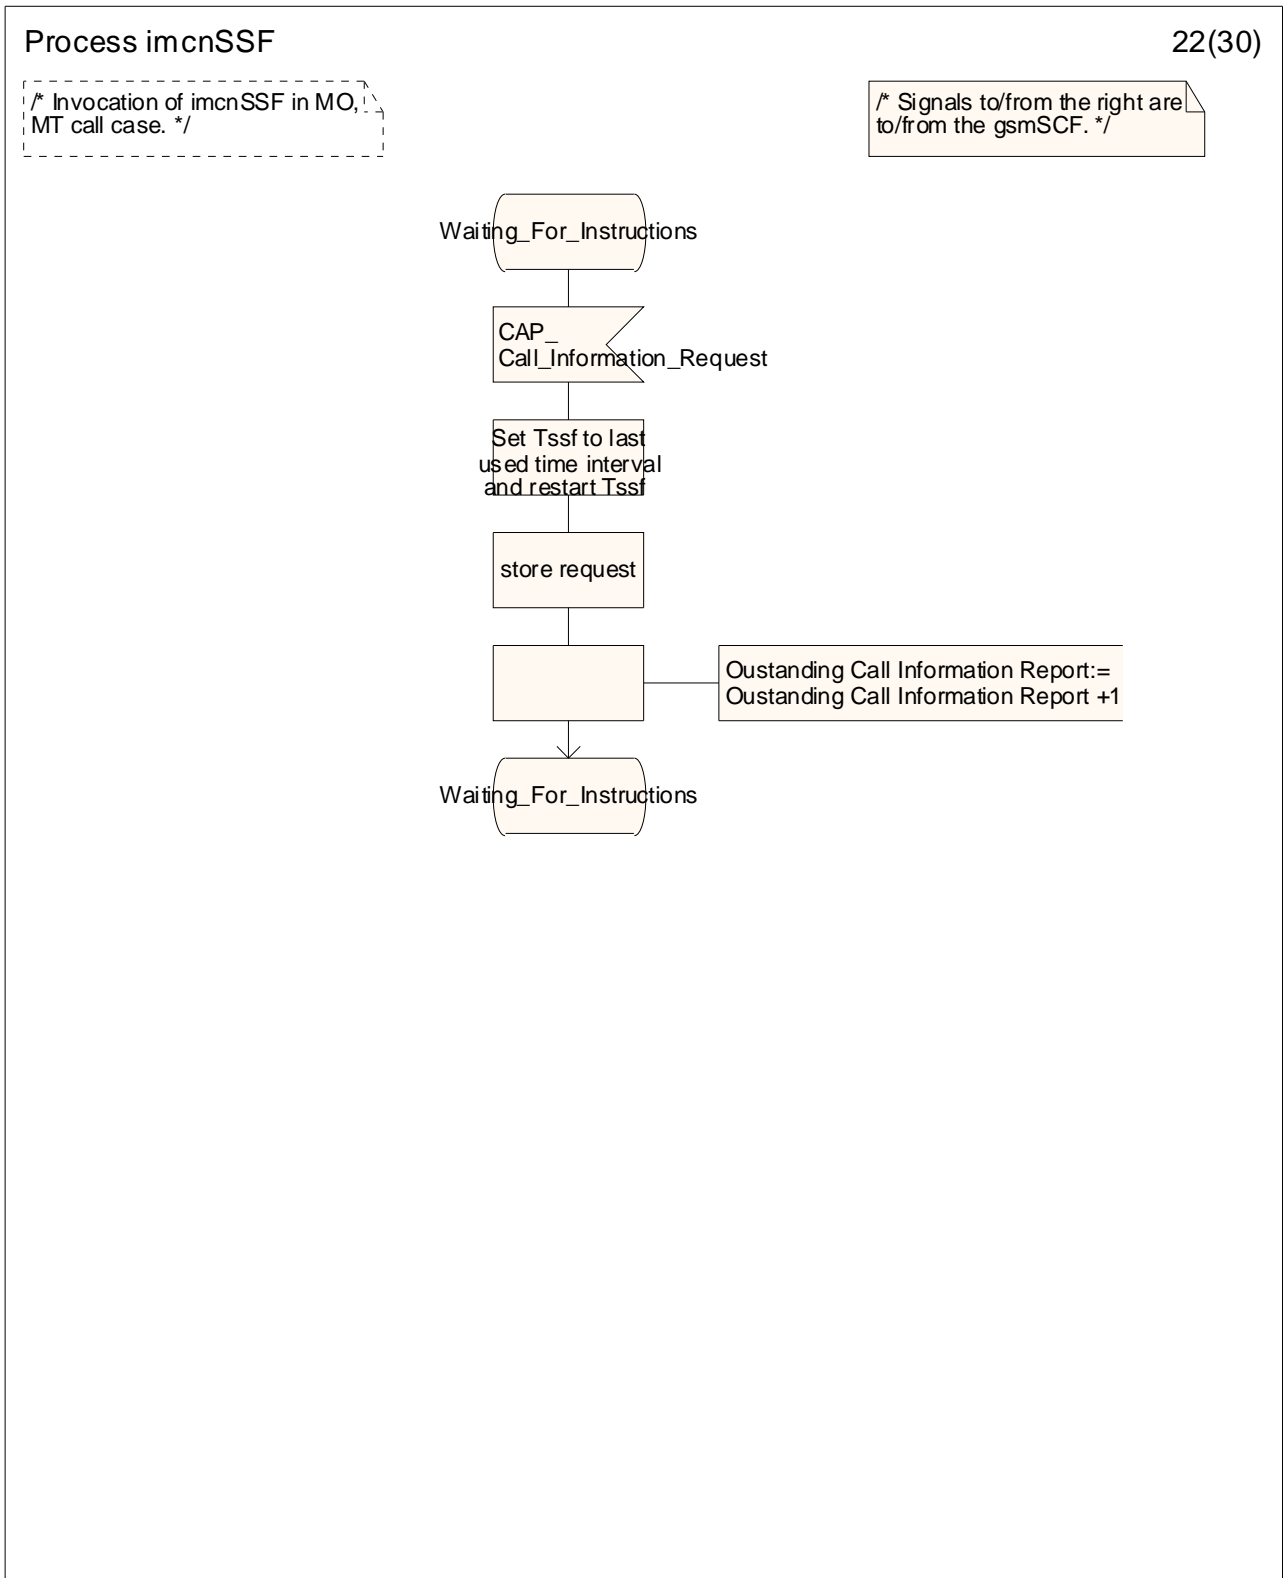 Process imcnSSF
22(30)
/* Invocation of imcnSSF in MO,
MT call case. */
/* Signals to/from the right are
to/from the gsmSCF. */
Waiting_For_Instructions
CAP_
Call_Information_Request
Set Tssf to last
used time interval
and restart Tssf
store request
Oustanding Call Information Report:=
Oustanding Call Information Report +1
Waiting_For_Instructions